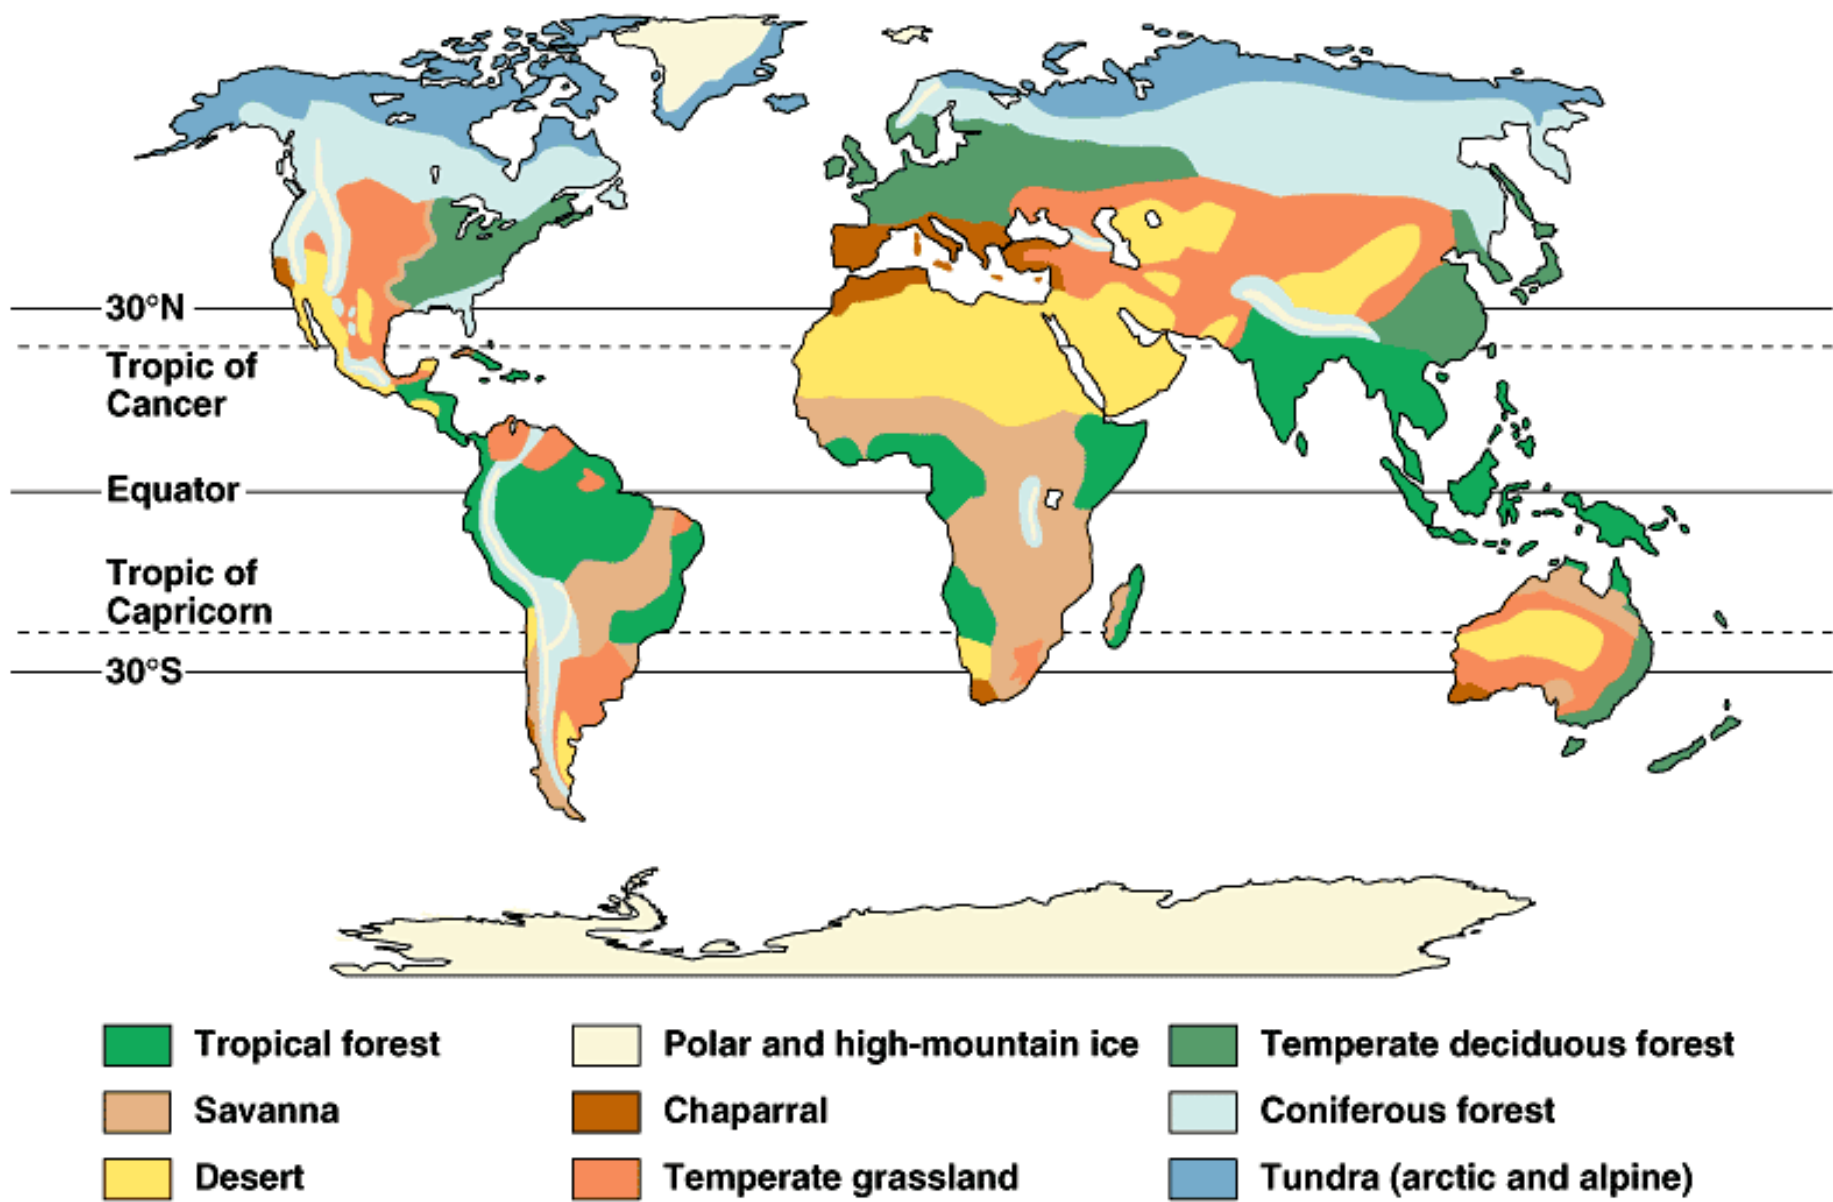 30°N
Tropic of
Cancer
Equator
Tropic of
Capricorn
30°S
Tropical forest
Polar and high-mountain ice
Temperate deciduous forest
Savanna
Chaparral
Coniferous forest
Desert
Temperate grassland
Tundra (arctic and alpine)